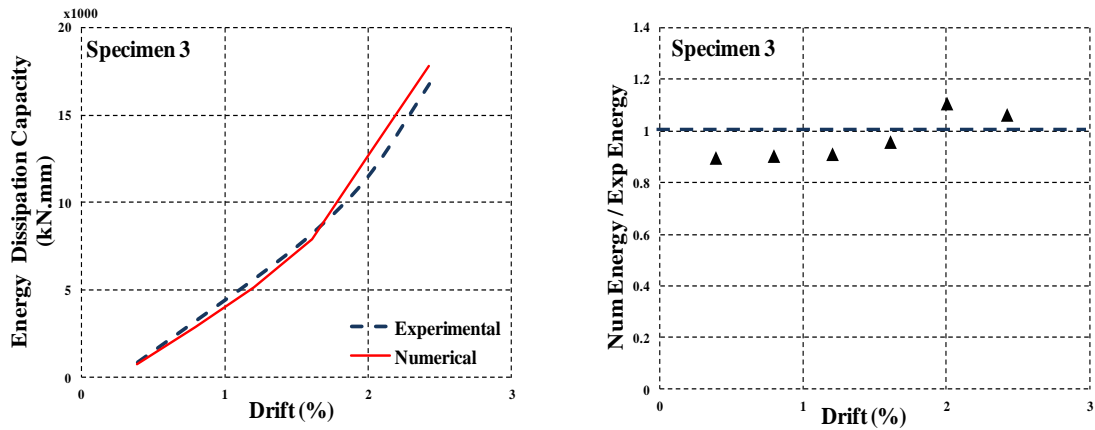 x1000
20
15
10
5
0
Specimen 3
Energy Dissipation Capacity
(kN.mm)
Experimental
Numerical
0 1 2 3
Drift (%)
1.4
1.2
1
0.8
0.6
0.4
0.2
0
Specimen 3
Num Energy / Exp Energy
0 1 2 3
Drift (%)